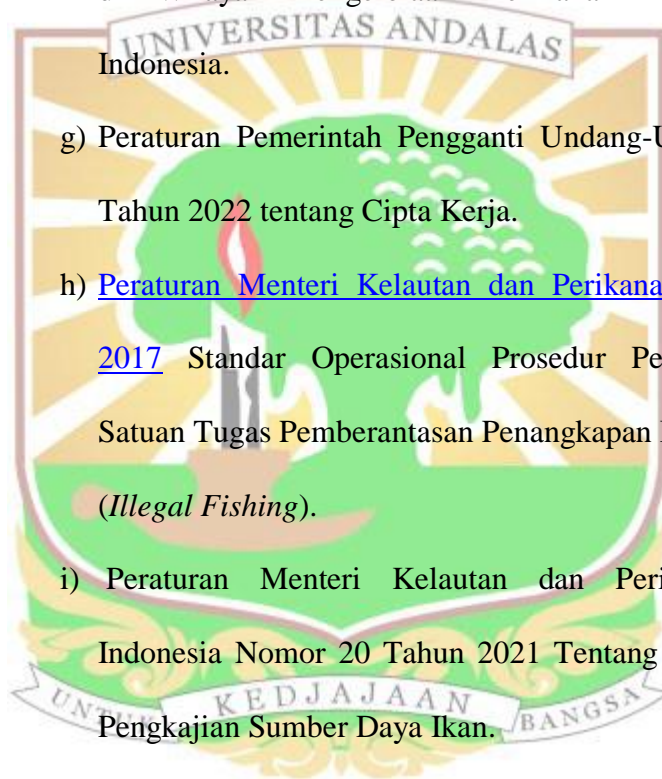 UNIVERSITAS ANDALAS
Indonesia.
g) Peraturan Pemerintah Pengganti Undang-U
Tahun 2022 tentang Cipta Kerja.
h) Peraturan Menteri Kelautan dan Perikana
2017 Standar Operasional Prosedur Pe
Satuan Tugas Pemberantasan Penangkapan
(Illegal Fishing).
i) Peraturan Menteri Kelautan dan Peri
Indonesia Nomor 20 Tahun 2021 Tentang
UNTUK KEDJAJAAN BANGSA
Pengkajian Sumber Daya Ikan.